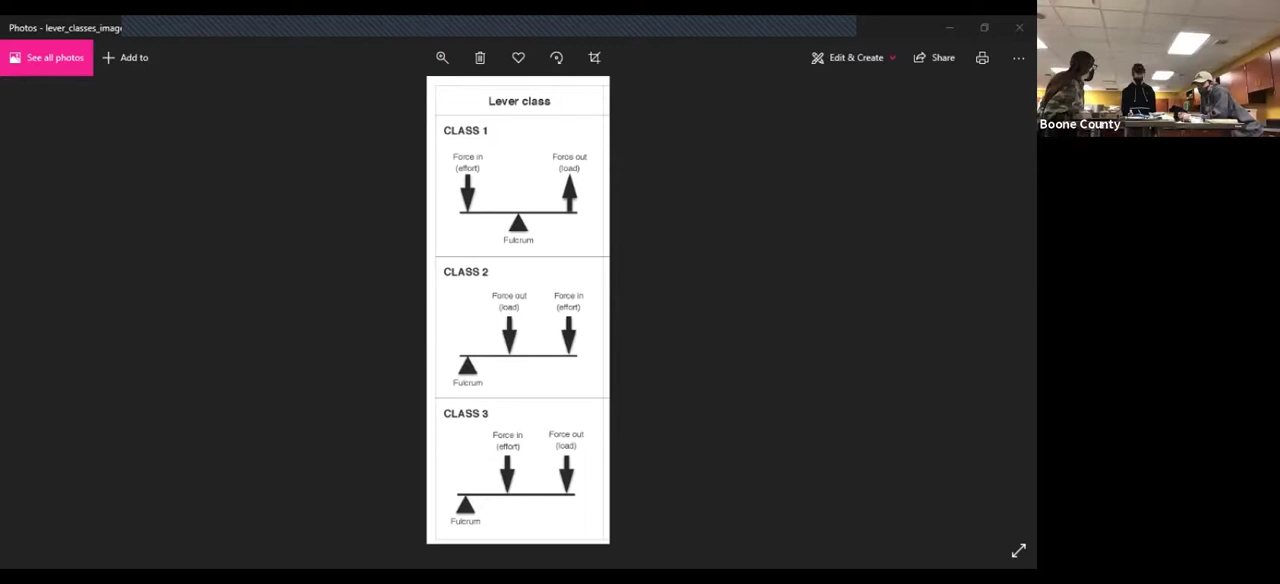 Photos - lever_classes_imag
See all photos
Add to
Edit & Create
Share
Boone County
Lever class
CLASS 1
Force in
(effort)
Force out
(load)
Fulcrum
CLASS 2
Force out
(load)
Force in
(effort)
Fulcrum
CLASS 3
Force in
(effort)
Force out
(load)
Fulcrum